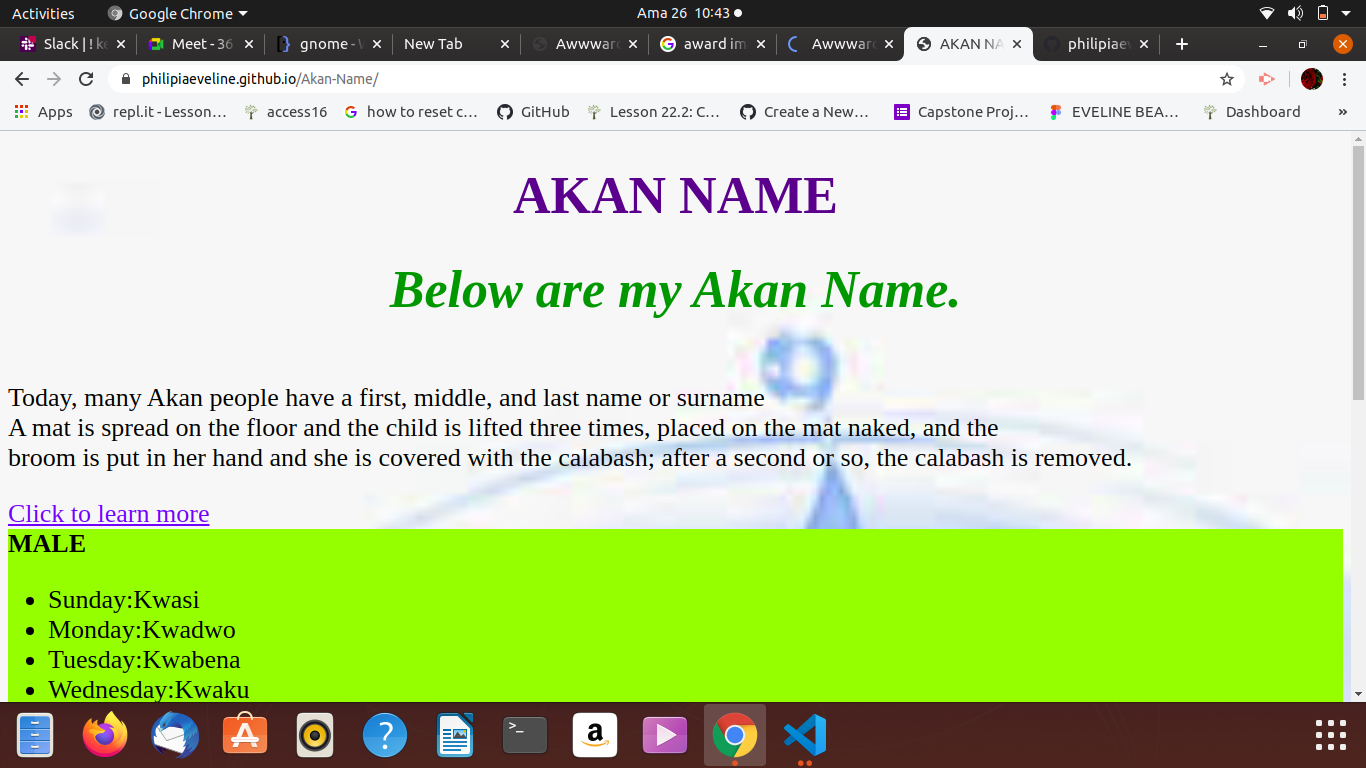 Activities Google Chrome Ama 26 10:43
Slack | ! ke Meet - 36 gnome - W New Tab Awwwar award im Awwwar AKAN NA philipiaev
philipiaeveline.github.io/Akan-Name/
Apps repl.it - Lesson… access16 how to reset c… GitHub Lesson 22.2: C… Create a New… Capstone Proj… EVELINE BEA… Dashboard »
AKAN NAME
Below are my Akan Name.
Today, many Akan people have a first, middle, and last name or surname
A mat is spread on the floor and the child is lifted three times, placed on the mat naked, and the
broom is put in her hand and she is covered with the calabash; after a second or so, the calabash is removed.
Click to learn more
MALE
Sunday:Kwasi
Monday:Kwadwo
Tuesday:Kwabena
Wednesday:Kwaku